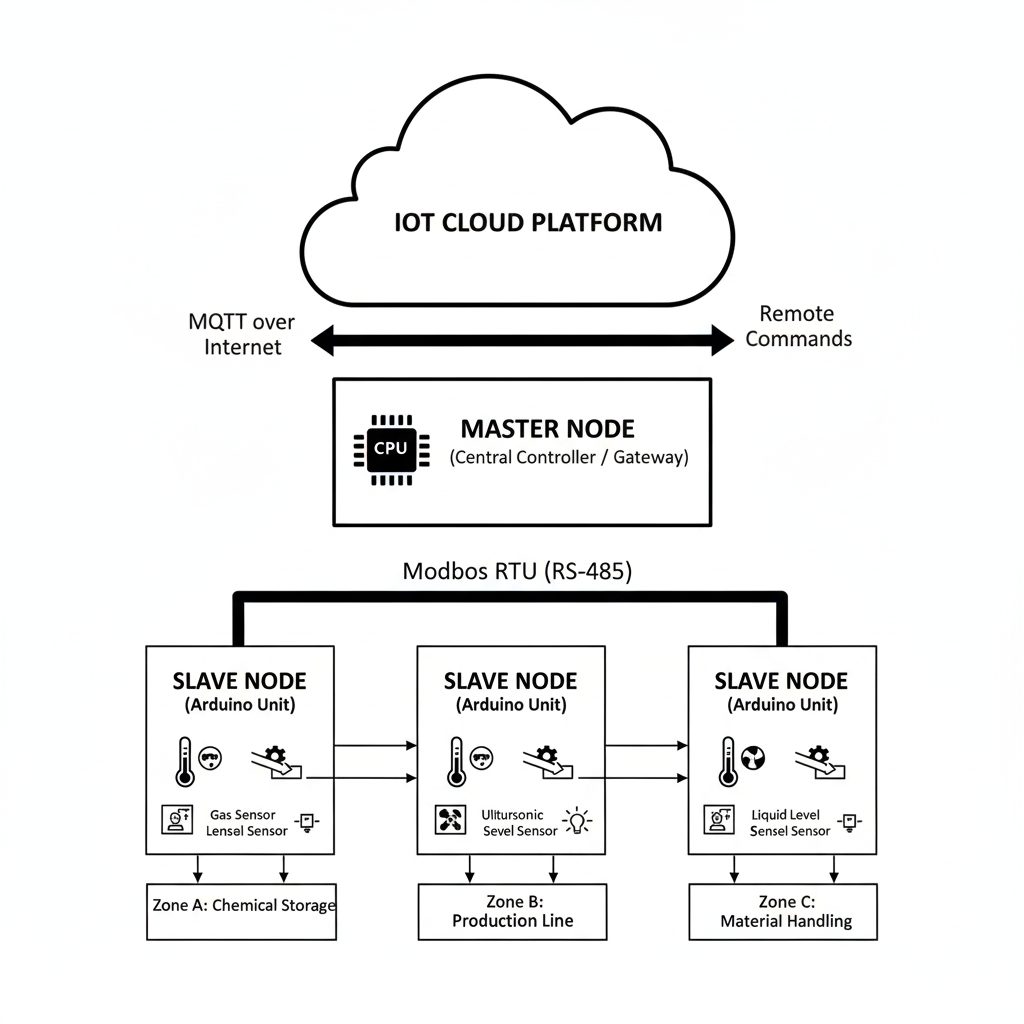 IOT CLOUD PLATFORM
MQTT over
Internet
Remote
Commands
CPU
MASTER NODE
(Central Controller / Gateway)
Modbos RTU (RS-485)
SLAVE NODE
(Arduino Unit)
Gas Sensor
Lensel Sensor
SLAVE NODE
(Arduino Unit)
Ulltursonic
Sevel Sensor
SLAVE NODE
(Arduino Unit)
Liquid Level
Sensel Sensor
Zone A: Chemical Storage
Zone B:
Production Line
Zone C:
Material Handling